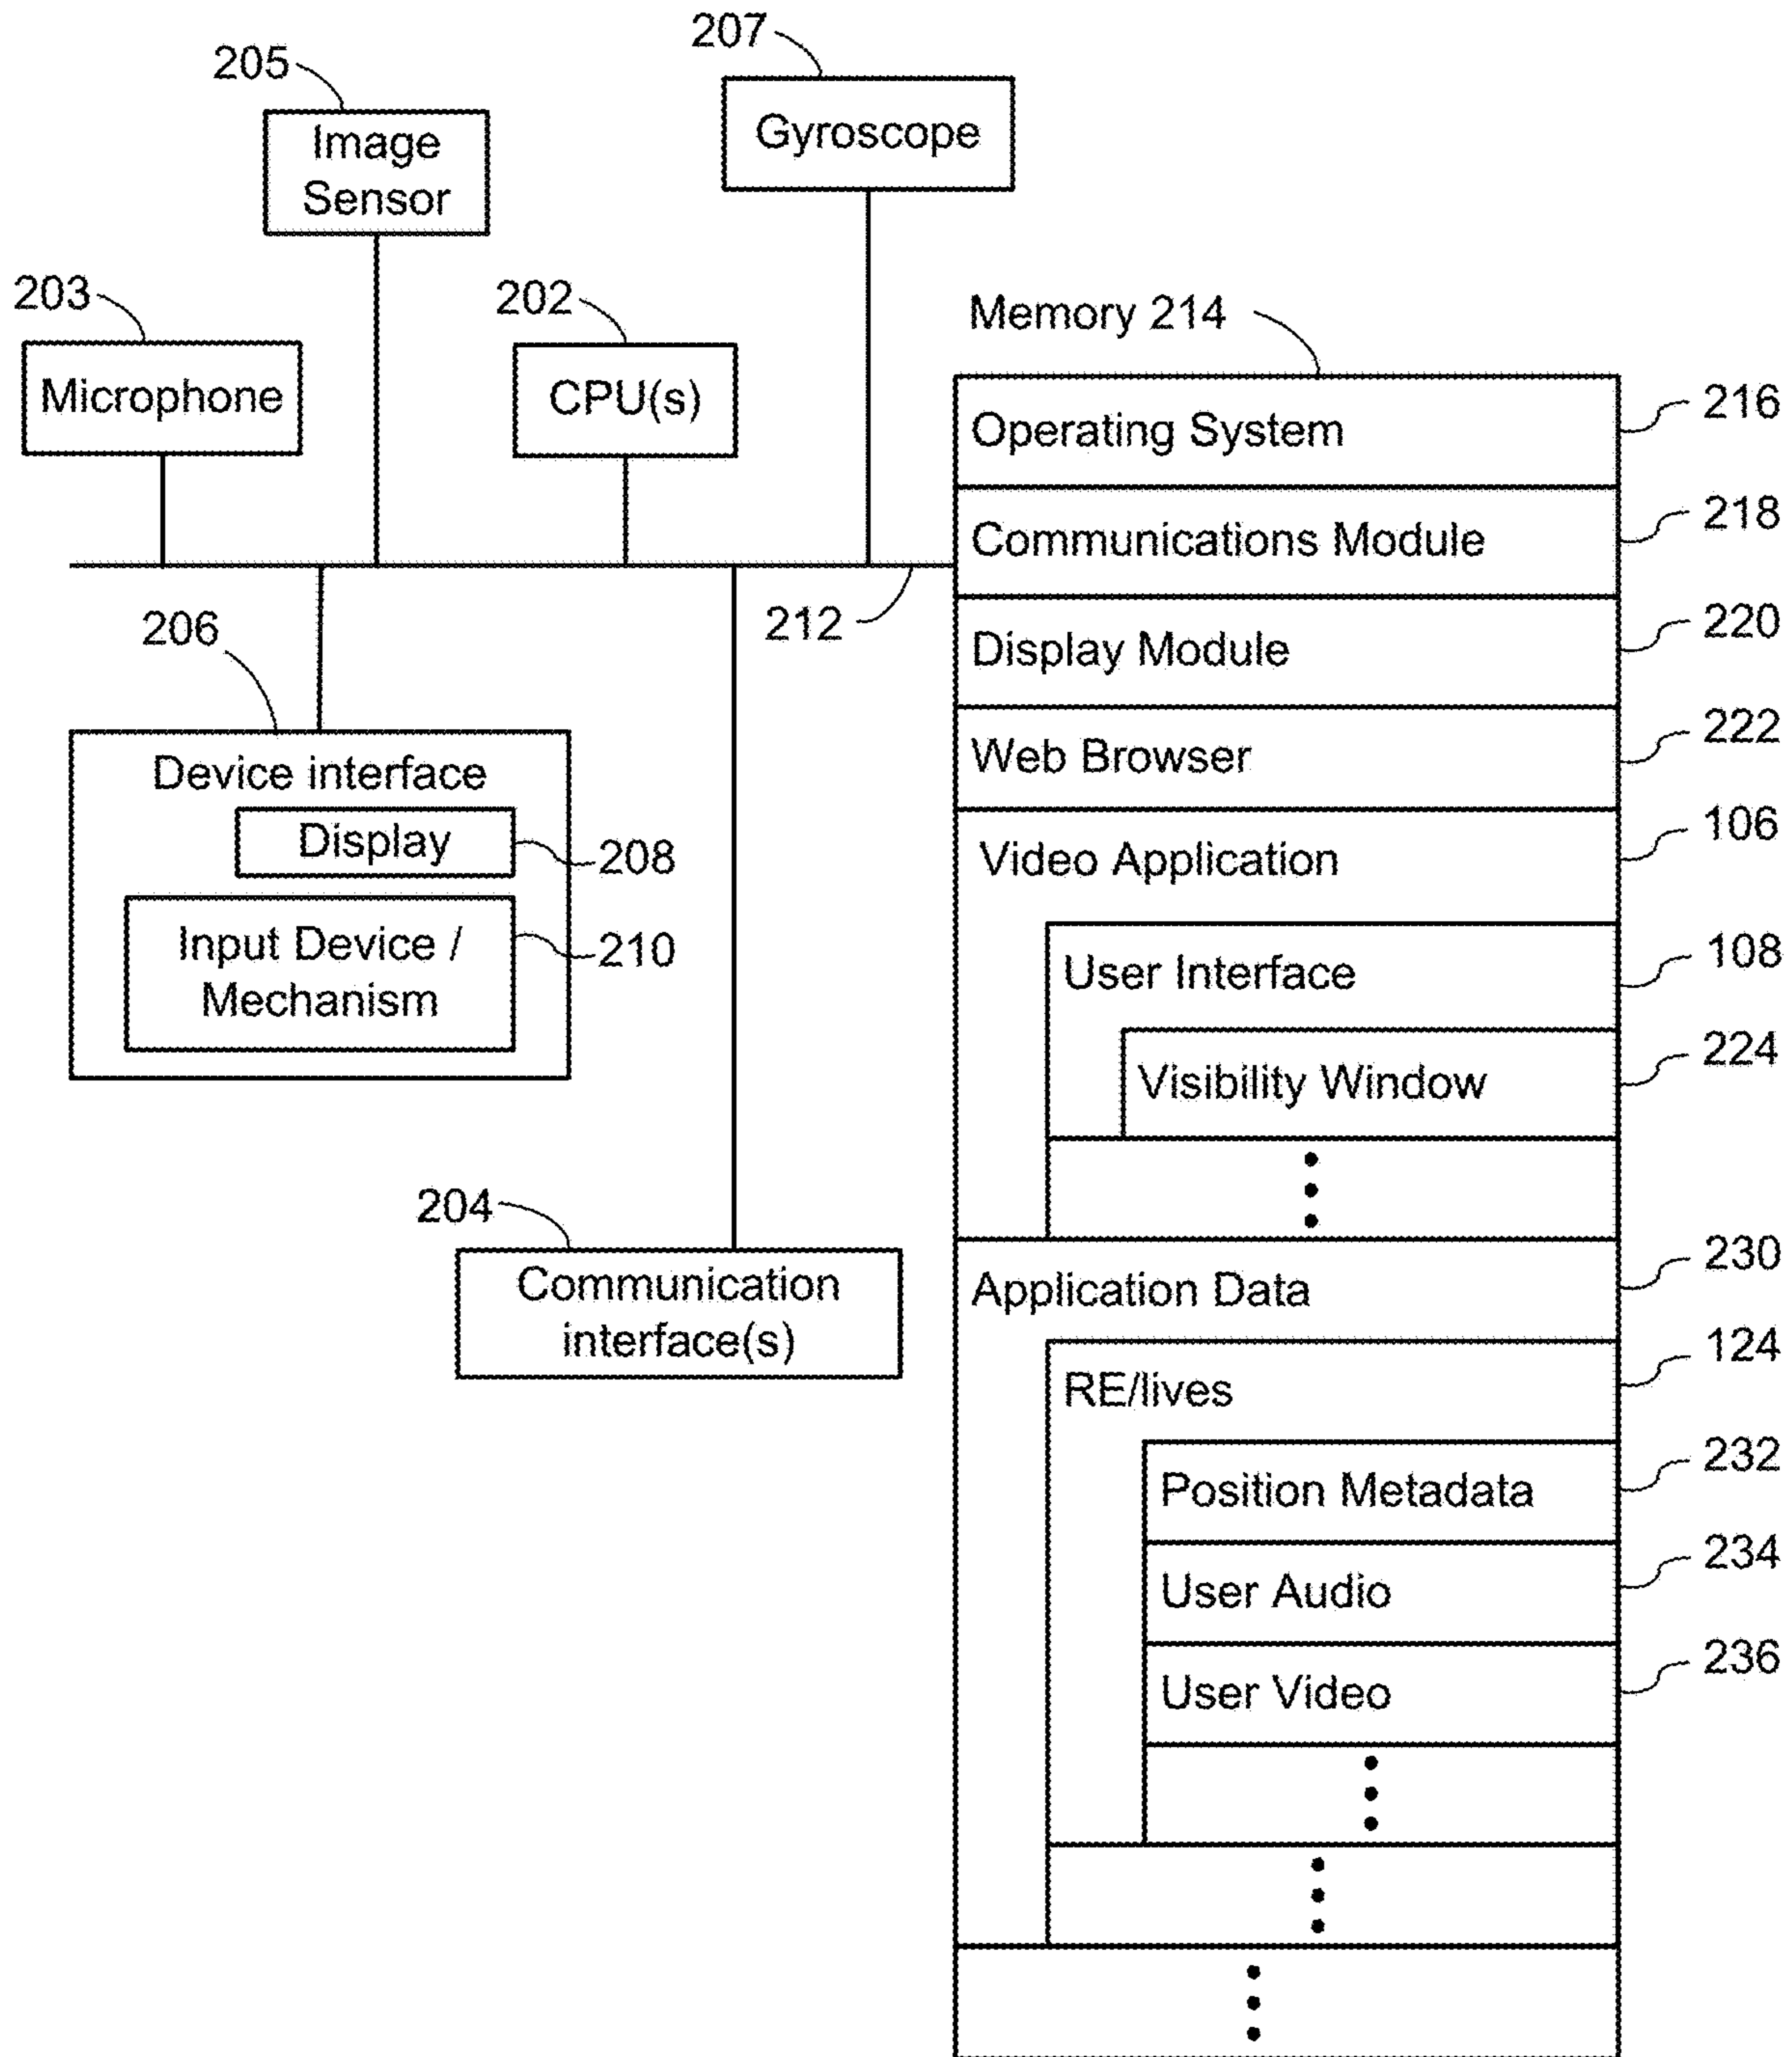 207
205
Gyroscope
Image
Sensor
203
202
Memory 214
Microphone
CPU(s)
Operating System
216
Communications Module
218
212
206
Display Module
220
Device interface
Web Browser
222
Display
208
Video Application
106
Input Device /
Mechanism
210
User Interface
108
Visibility Window
224
204
Communication
interface(s)
Application Data
230
RE/lives
124
Position Metadata
232
User Audio
234
User Video
236